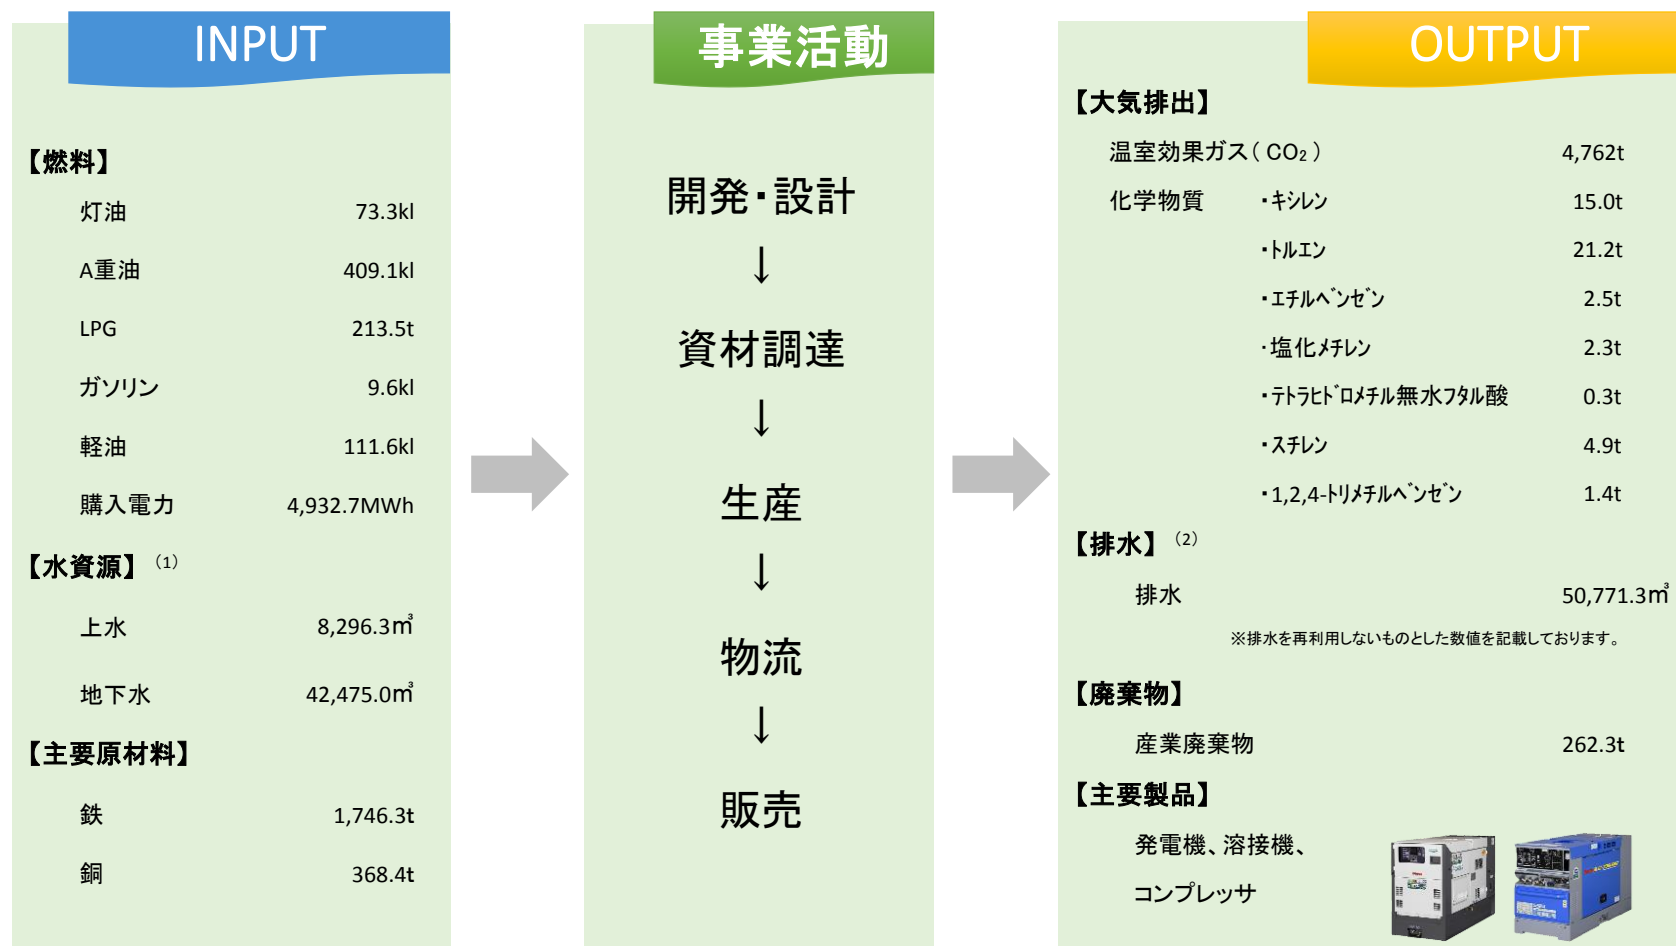 INPUT
【燃料】
灯油 73.3kl
A重油 409.1kl
LPG 213.5t
ガソリン 9.6kl
軽油 111.6kl
購入電力 4,932.7MWh
【水資源】（1）
上水 8,296.3㎥
地下水 42,475.0㎥
【主要原材料】
鉄 1,746.3t
銅 368.4t
事業活動
開発・設計
↓
資材調達
↓
生産
↓
物流
↓
販売
OUTPUT
【大気排出】
温室効果ガス（CO₂） 4,762t
化学物質 ・ｷｼﾚﾝ 15.0t
・ﾄﾙｴﾝ 21.2t
・ｴﾁﾙﾍﾞﾝｾﾞﾝ 2.5t
・塩化ﾒﾁﾚﾝ 2.3t
・ﾃﾄﾗﾋﾄﾞﾛﾒﾁﾙ無水ﾌﾀﾙ酸 0.3t
・ｽﾁﾚﾝ 4.9t
・1,2,4-ﾄﾘﾒﾁﾙﾍﾞﾝｾﾞﾝ 1.4t
【排水】（2）
排水 50,771.3㎥
※排水を再利用しないものとした数値を記載しております。
【廃棄物】
産業廃棄物 262.3t
【主要製品】
発電機、溶接機、
コンプレッサ